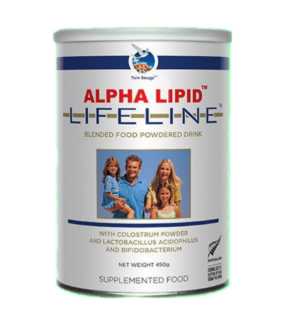 New Image™
ALPHA LIPID™
LIFELINE™
BLENDED FOOD POWDERED DRINK
WITH COLOSTRUM POWDER
AND LACTOBACILLUS ACIDOPHILUS
AND BIFIDOBACTERIUM
NET WEIGHT 450g
SUPPLEMENTED FOOD